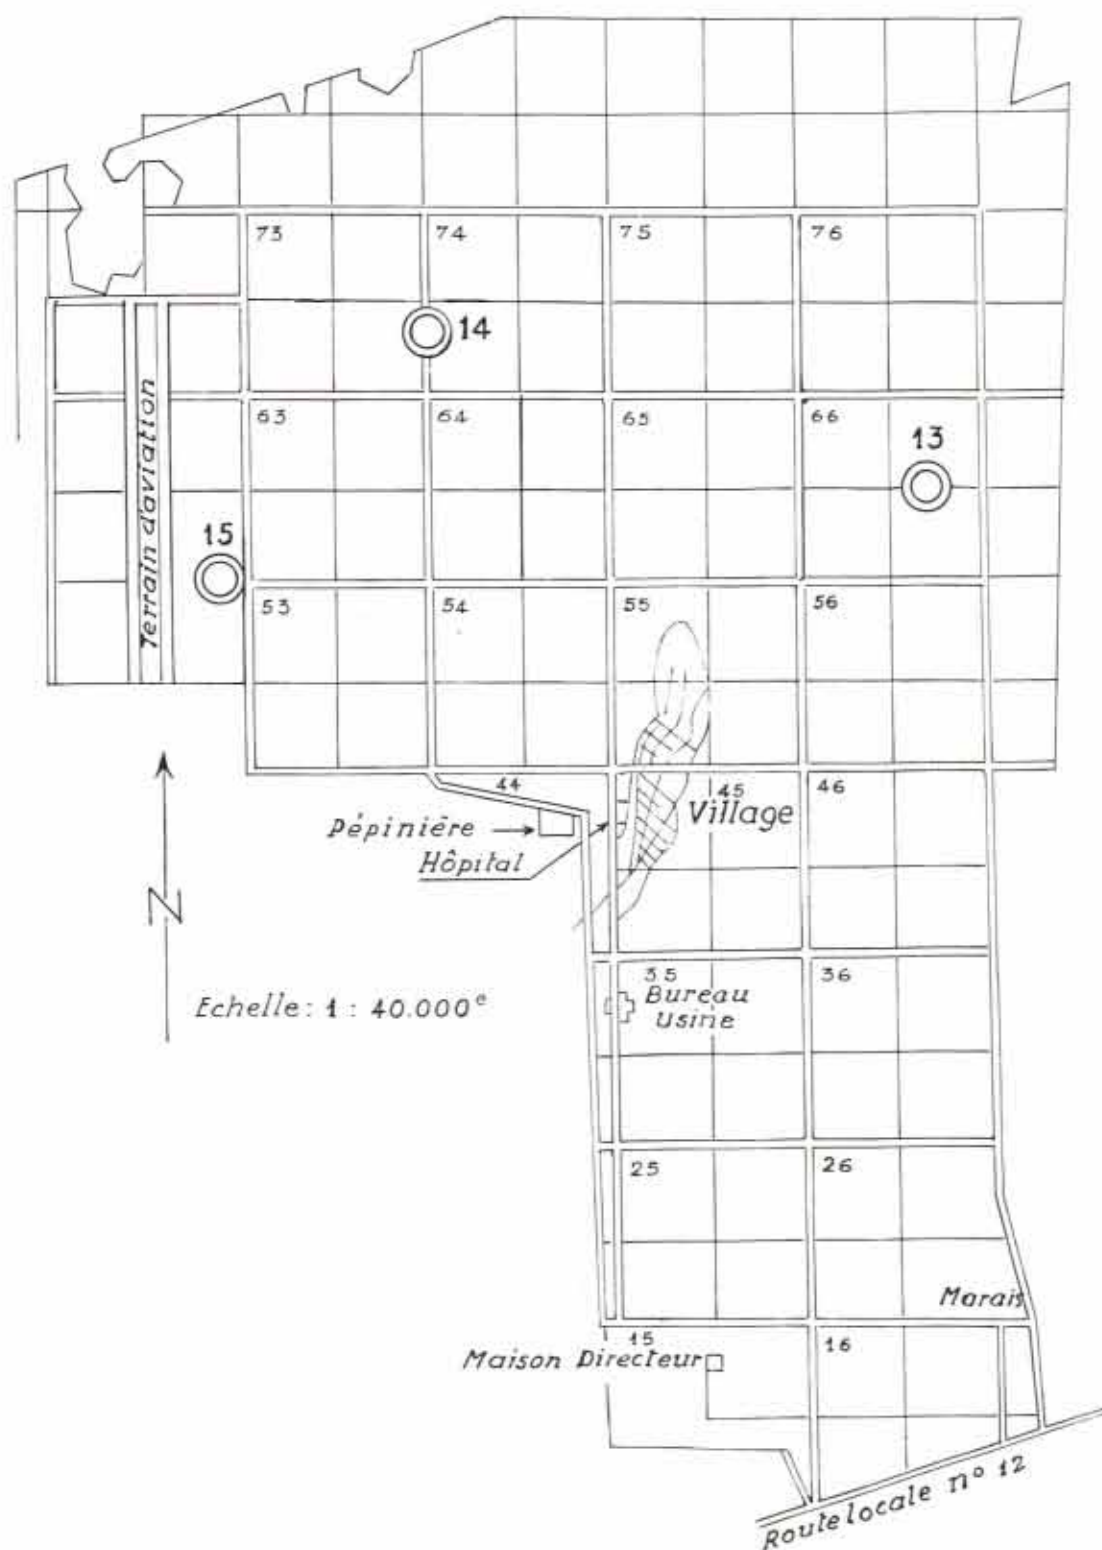 73
74
75
76
14
Terrain d'aviation
63
64
65
66
13
15
53
54
55
56
44
45
46
Pépinière
Village
Hôpital
N
35
36
Bureau
Usine
Echelle: 1 : 40.000e
25
26
Marais
15
16
Maison Directeur
Route locale n° 12